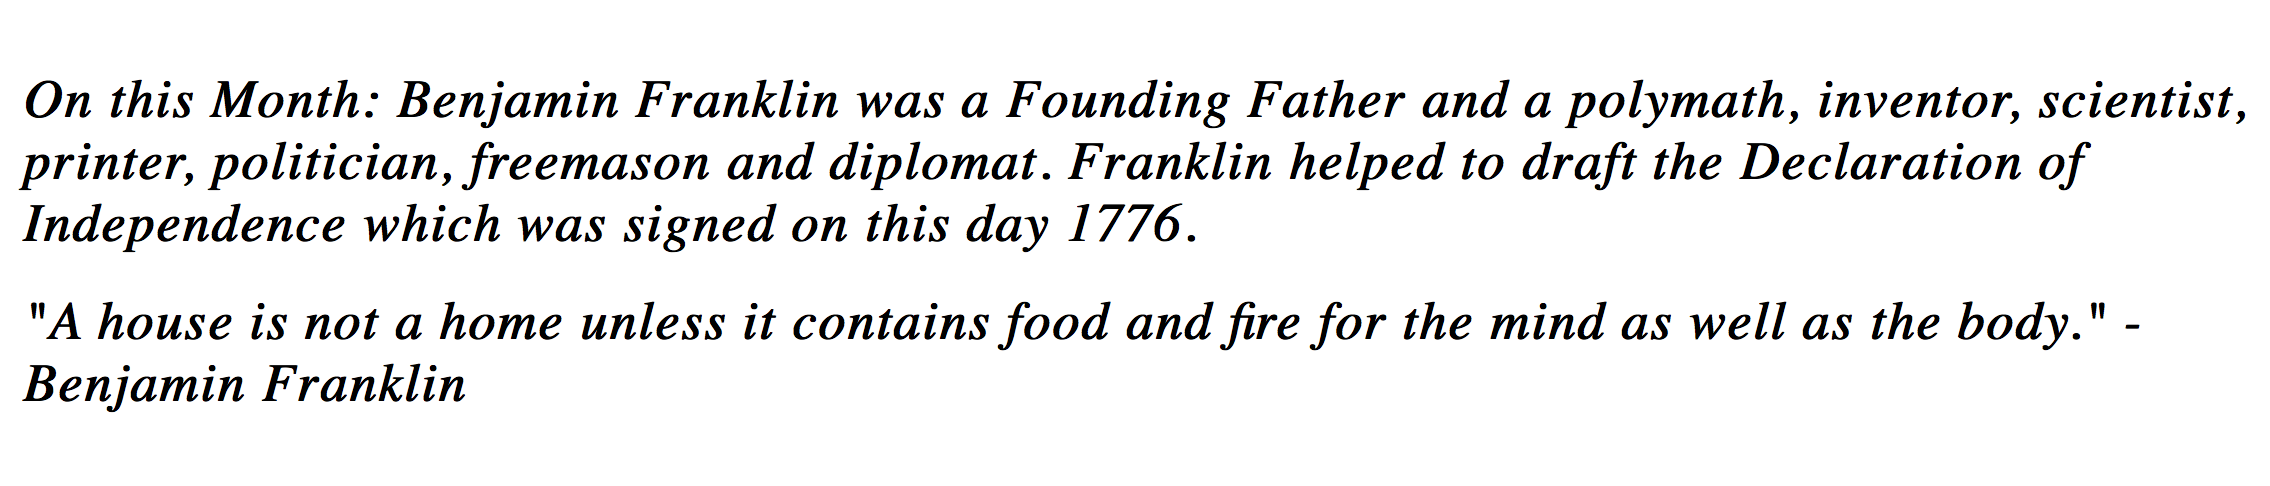 On this Month: Benjamin Franklin was a Founding Father and a polymath, inventor, scientist,
printer, politician, freemason and diplomat. Franklin helped to draft the Declaration of
Independence which was signed on this day 1776.
"A house is not a home unless it contains food and fire for the mind as well as the body." -
Benjamin Franklin